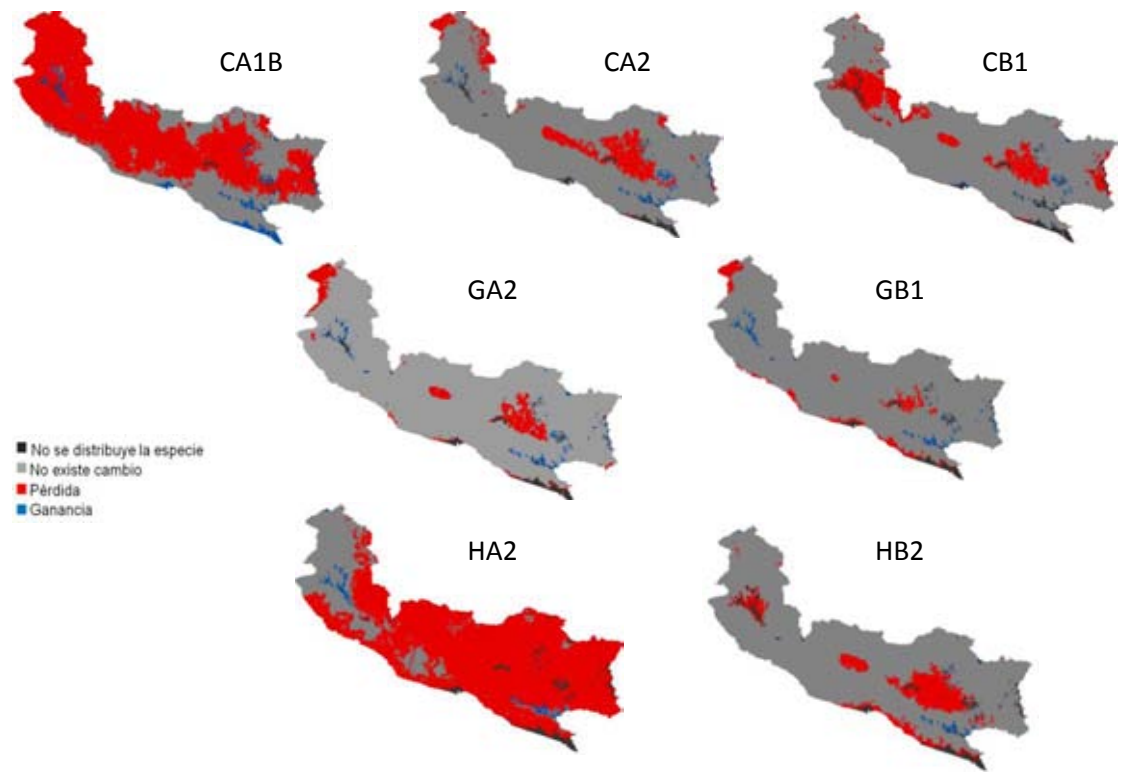 CA1B
CA2
CB1
GA2
GB1
No se distribuye la especie
No existe cambio
Pérdida
Ganancia
HA2
HB2